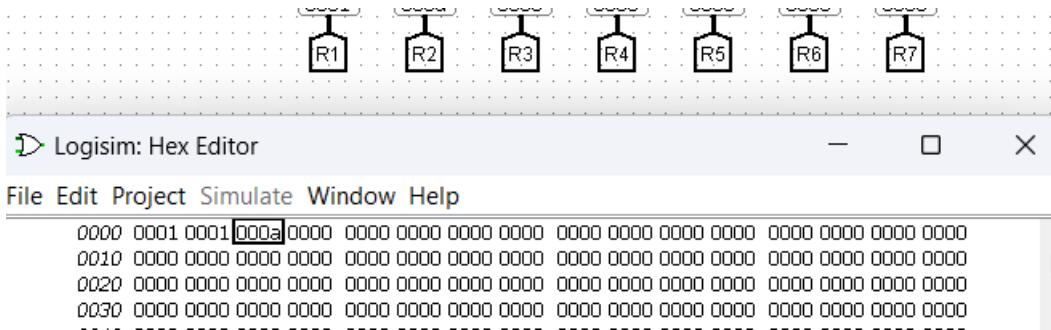 R1 R2 R3 R4 R5 R6 R7
Logisim: Hex Editor
File Edit Project Simulate Window Help
0000 0001 0001 000a 0000 0000 0000 0000 0000 0000 0000 0000 0000 0000 0000 0000 0000
0010 0000 0000 0000 0000 0000 0000 0000 0000 0000 0000 0000 0000 0000 0000 0000 0000
0020 0000 0000 0000 0000 0000 0000 0000 0000 0000 0000 0000 0000 0000 0000 0000 0000
0030 0000 0000 0000 0000 0000 0000 0000 0000 0000 0000 0000 0000 0000 0000 0000 0000